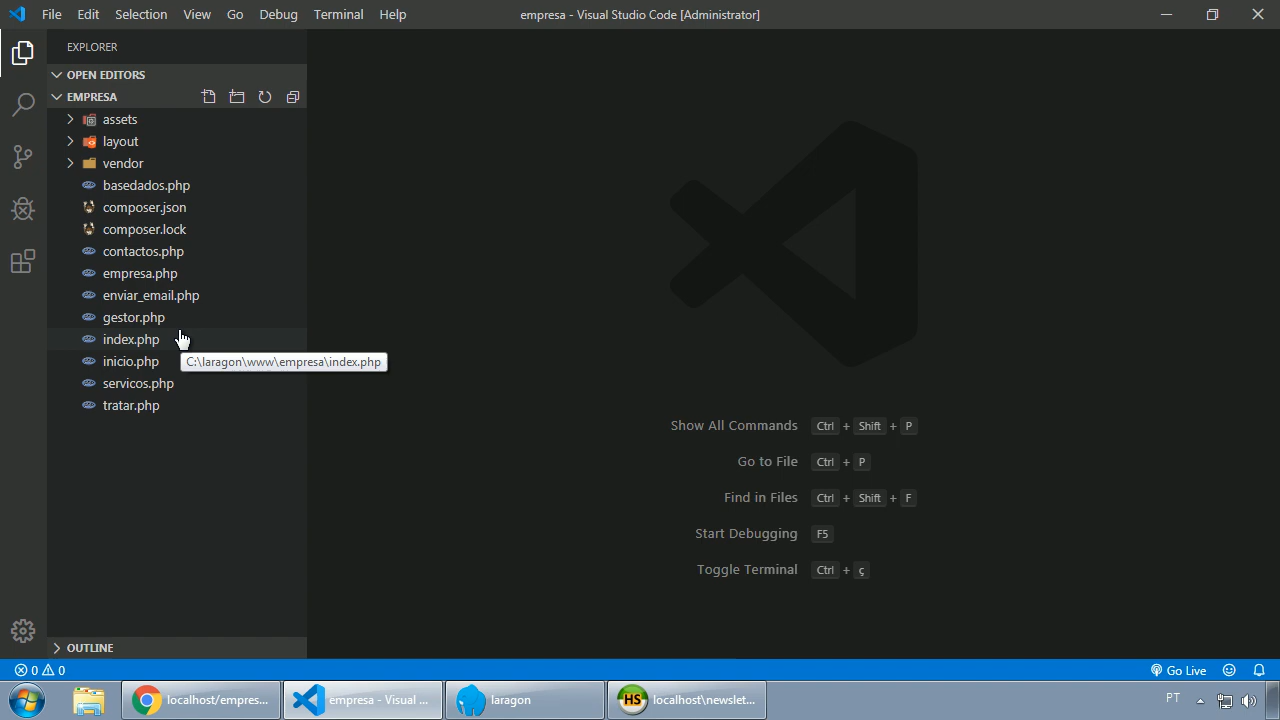 File Edit Selection View Go Debug Terminal Help
empresa - Visual Studio Code [Administrator]
EXPLORER
OPEN EDITORS
EMPRESA
assets
layout
vendor
basedados.php
composer.json
composer.lock
contactos.php
empresa.php
enviar_email.php
gestor.php
index.php
inicio.php
C:\laragon\www\empresa\index.php
servicos.php
tratar.php
Show All Commands Ctrl + Shift + P
Go to File Ctrl + P
Find in Files Ctrl + Shift + F
Start Debugging F5
Toggle Terminal Ctrl + ç
OUTLINE
0 0
Go Live
localhost/empres...
empresa - Visual ...
laragon
HS
localhost\newslet...
PT